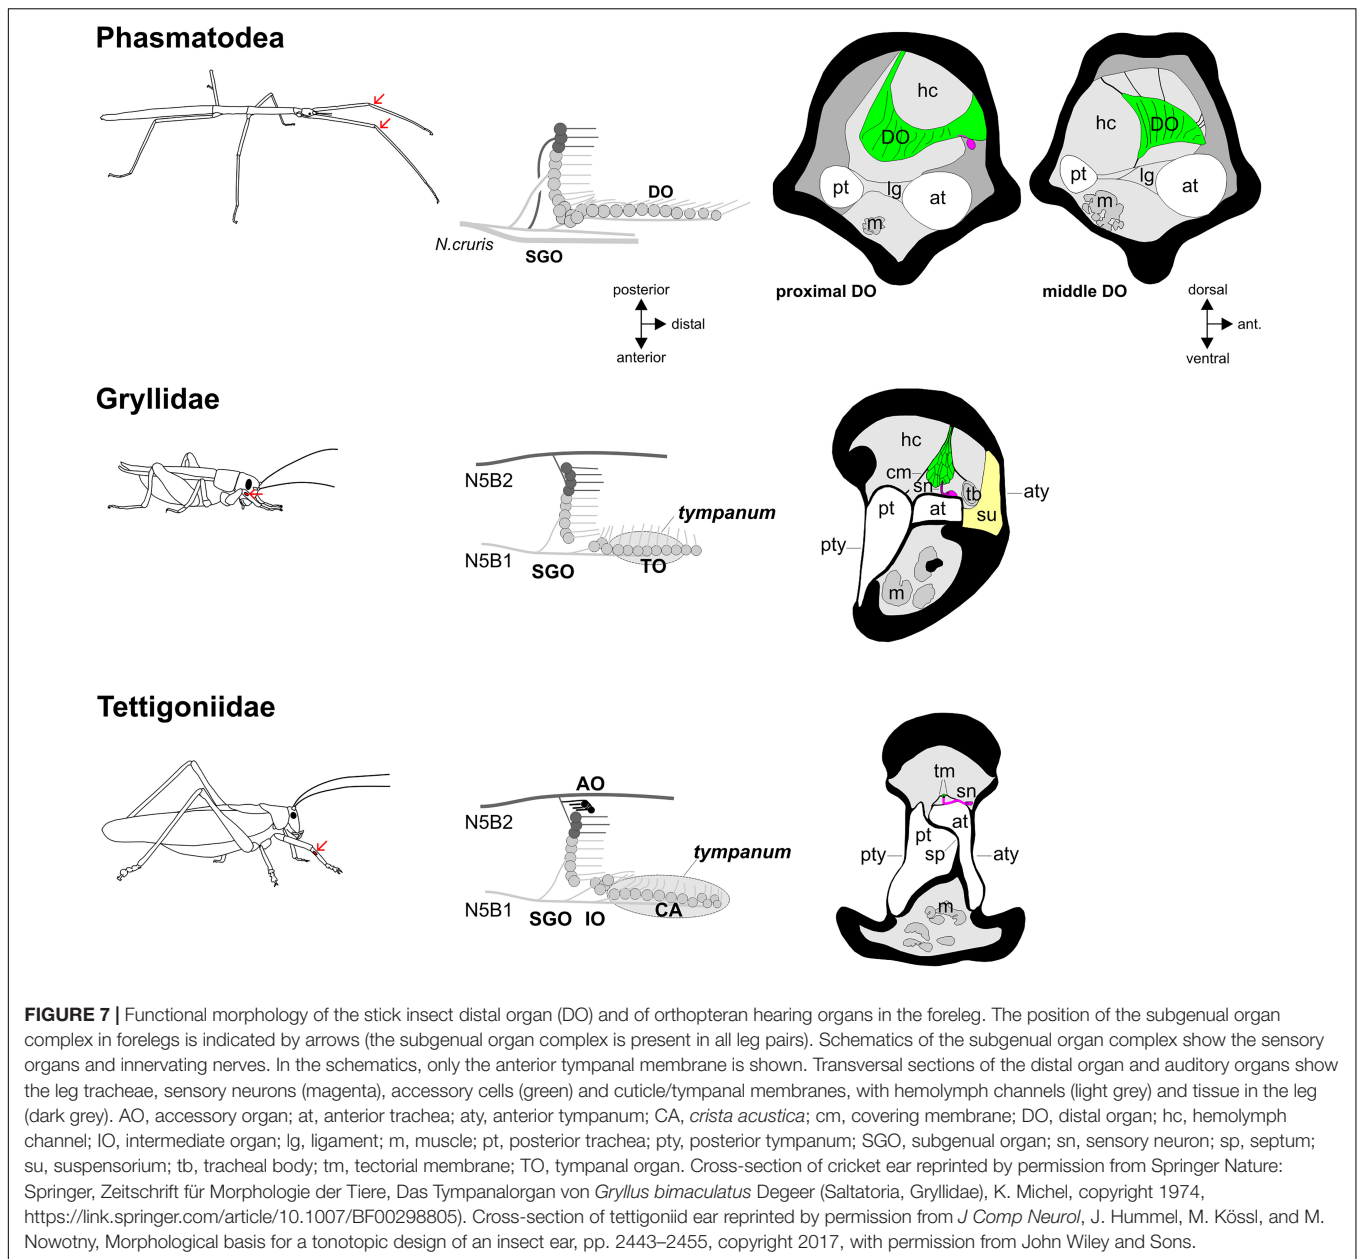 Phasmatodea
hc
DO
pt
lg
at
m
proximal DO
hc
DO
pt
lg
at
m
middle DO
DO
N.cruris
SGO
posterior
distal
anterior
dorsal
ant.
ventral
Gryllidae
N5B2
tympanum
N5B1
SGO
TO
hc
cm
sn
tb
aty
pt
at
su
pty
m
Tettigoniidae
AO
N5B2
tympanum
N5B1
SGO IO
CA
tm
sn
at
pt
pty
sp
aty
m
FIGURE 7 | Functional morphology of the stick insect distal organ (DO) and of orthopteran hearing organs in the foreleg. The position of the subgenual organ
complex in forelegs is indicated by arrows (the subgenual organ complex is present in all leg pairs). Schematics of the subgenual organ complex show the sensory
organs and innervating nerves. In the schematics, only the anterior tympanal membrane is shown. Transversal sections of the distal organ and auditory organs show
the leg tracheae, sensory neurons (magenta), accessory cells (green) and cuticle/tympanal membranes, with hemolymph channels (light grey) and tissue in the leg
(dark grey). AO, accessory organ; at, anterior trachea; aty, anterior tympanum; CA, crista acustica; cm, covering membrane; DO, distal organ; hc, hemolymph
channel; IO, intermediate organ; lg, ligament; m, muscle; pt, posterior trachea; pty, posterior tympanum; SGO, subgenual organ; sn, sensory neuron; sp, septum;
su, suspensorium; tb, tracheal body; tm, tectorial membrane; TO, tympanal organ. Cross-section of cricket ear reprinted by permission from Springer Nature:
Springer, Zeitschrift für Morphologie der Tiere, Das Tympanalorgan von Gryllus bimaculatus Degeer (Saltatoria, Gryllidae), K. Michel, copyright 1974,
https://link.springer.com/article/10.1007/BF00298805). Cross-section of tettigoniid ear reprinted by permission from J Comp Neurol, J. Hummel, M. Kössl, and M.
Nowotny, Morphological basis for a tonotopic design of an insect ear, pp. 2443–2455, copyright 2017, with permission from John Wiley and Sons.